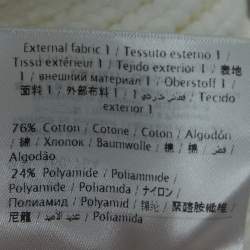 External fabric 1 / Tessuto esterno 1 /
Tissu extérieur 1 / Tejido exterior 1 / 表地
1 / внешний материал 1 / Oberstoff 1 /
面料 1 / 外部布料 1 / / Tecido
exterior 1
76% Cotton / Cotone / Coton / Algodón
/ 綿 / Хлопок / Baumwolle / 棉 / 棉 / /
Algodão
24% Polyamide / Poliammide /
Polyamide / Poliamida / ナイロン /
Полиамид / Polyamid / 锦纶 / 聚醯胺纖維 /
尼龍 / / Poliamida